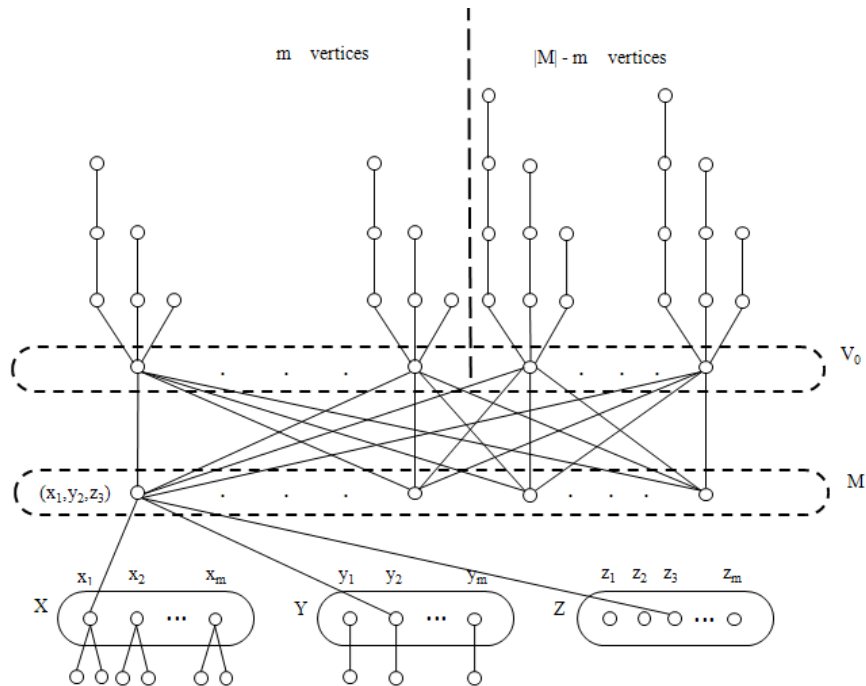 m vertices
|M| - m vertices
V₀
M
(x₁,y₂,z₃)
x₁ x₂ xₘ
y₁ y₂ yₘ
z₁ z₂ z₃ zₘ
X ...
Y ...
Z ...